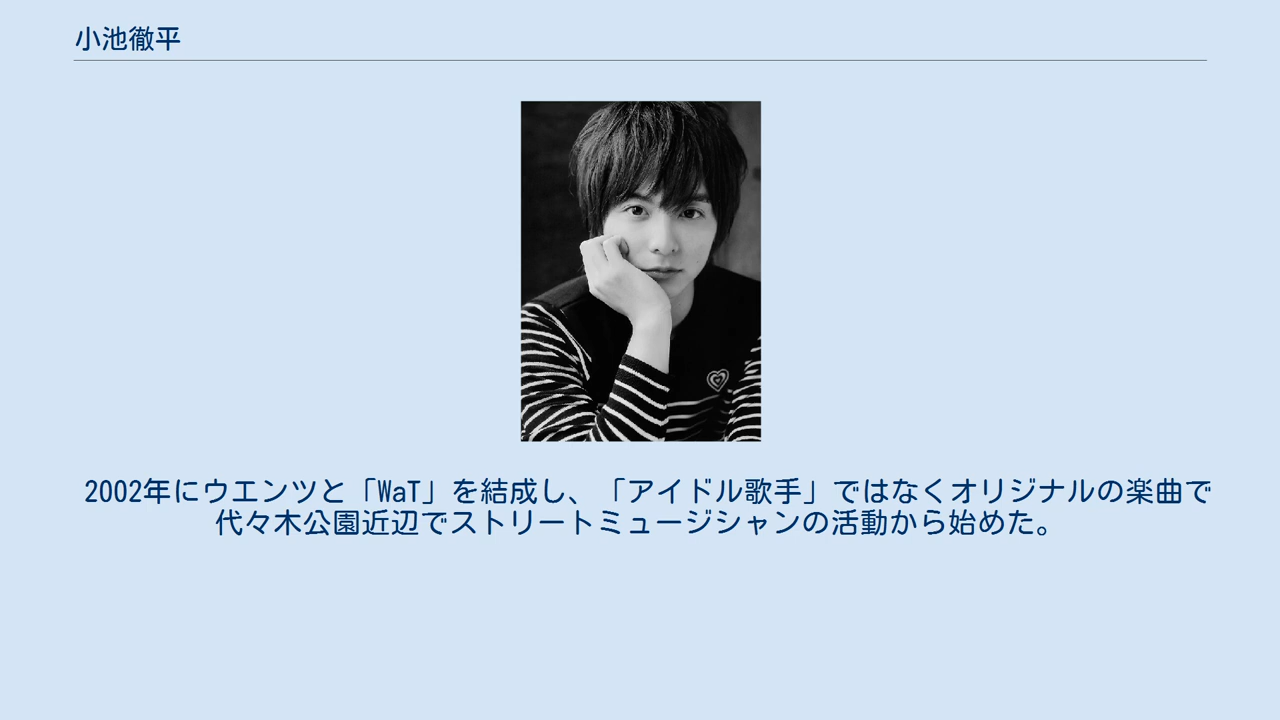 小池徹平
2002年にウエンツと「WaT」を結成し、「アイドル歌手」ではなくオリジナルの楽曲で
代々木公園近辺でストリートミュージシャンの活動から始めた。